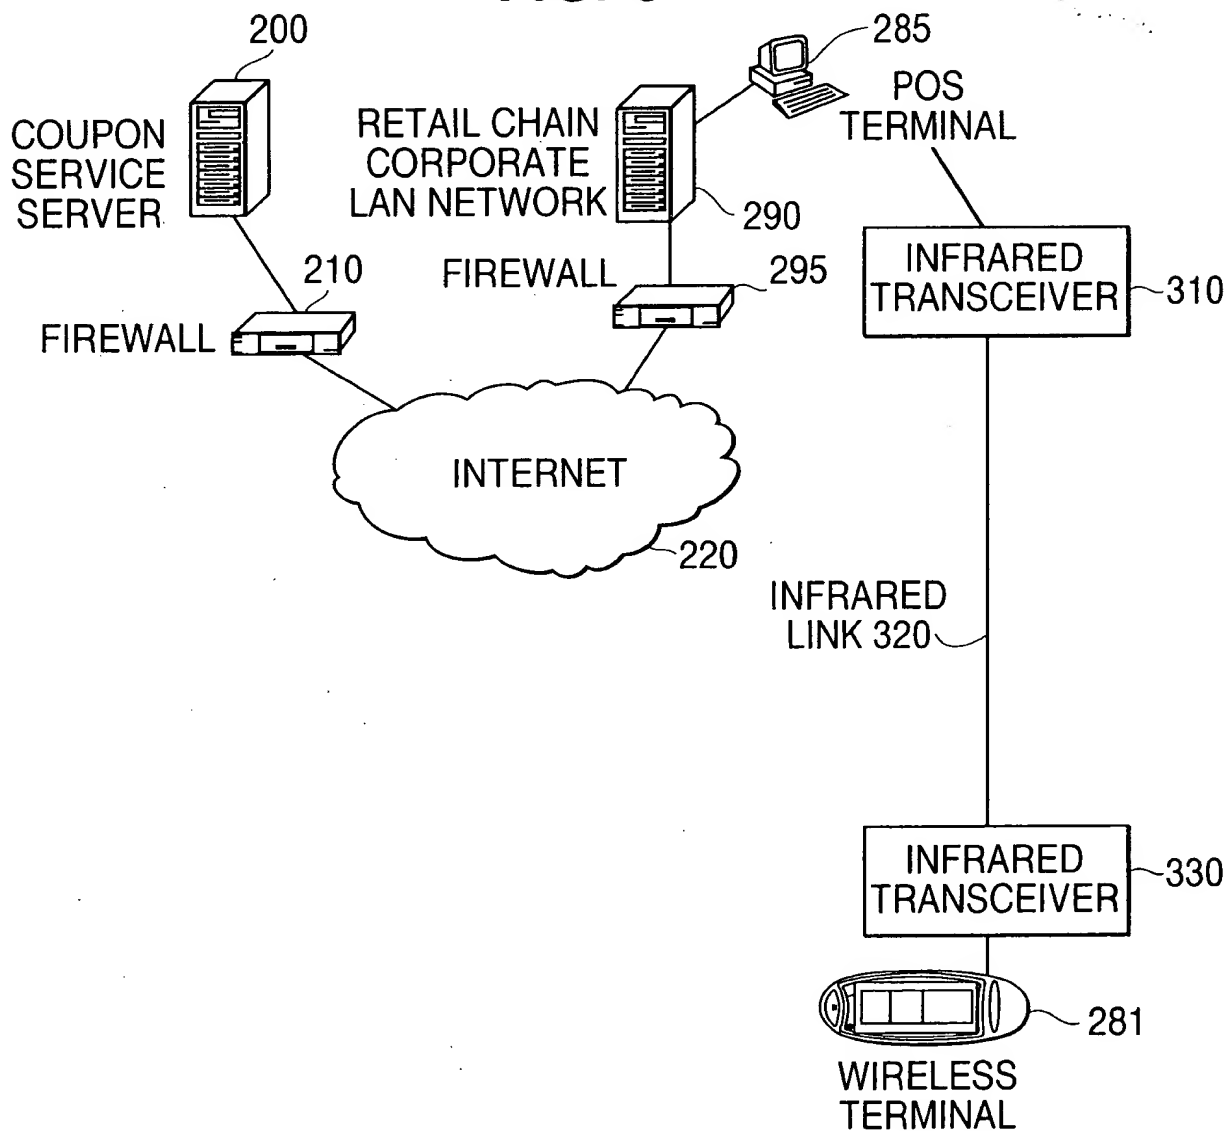 200
COUPON
SERVICE
SERVER
RETAIL CHAIN
CORPORATE
LAN NETWORK
290
285
POS
TERMINAL
INFRARED
TRANSCEIVER
310
210
FIREWALL
FIREWALL
295
INTERNET
220
INFRARED
LINK 320
INFRARED
TRANSCEIVER
330
281
WIRELESS
TERMINAL